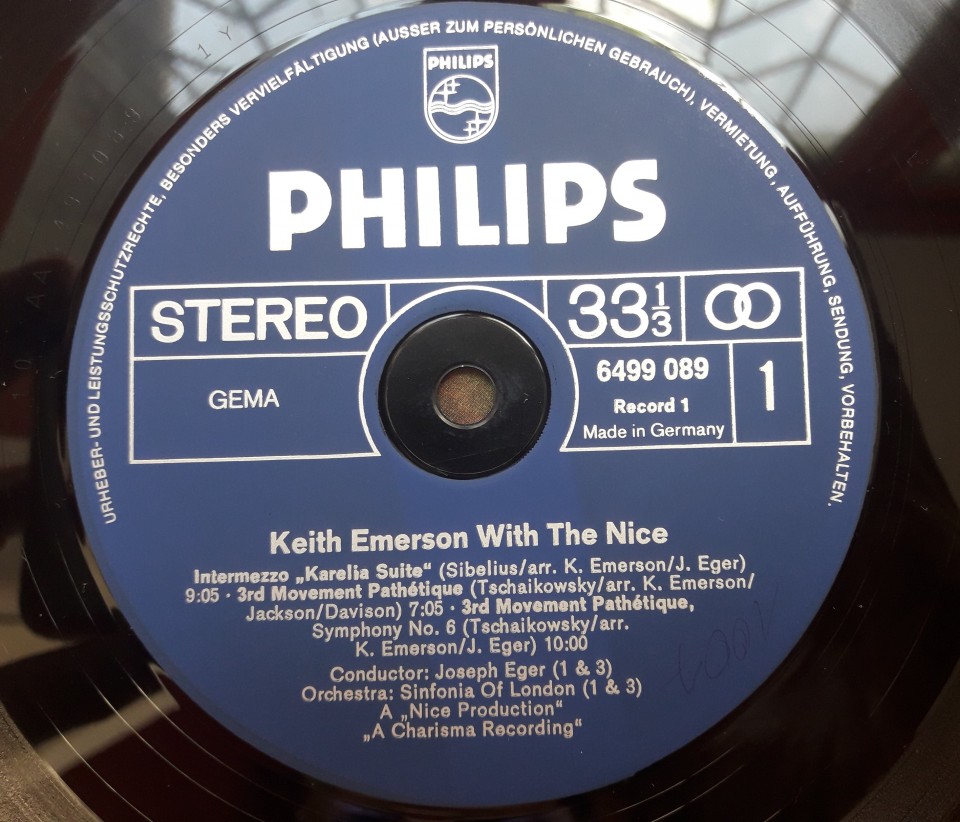 URHEBER- UND LEISTUNGSSCHUTZRECHTE, BESONDERS VERVIELFÄLTIGUNG (AUSSER ZUM PERSÖNLICHEN GEBRAUCH), VERMIETUNG, AUFFÜHRUNG, SENDUNG, VORBEHALTEN.
PHILIPS
PHILIPS
STEREO
33 1/3
GEMA
6499 089
Record 1
Made in Germany
1
Keith Emerson With The Nice
Intermezzo „Karelia Suite“ (Sibelius/arr. K. Emerson/J. Eger)
9:05 · 3rd Movement Pathétique (Tschaikowsky/arr. K. Emerson/
Jackson/Davison) 7:05 · 3rd Movement Pathétique,
Symphony No. 6 (Tschaikowsky/arr.
K. Emerson/J. Eger) 10:00
Conductor: Joseph Eger (1 & 3)
Orchestra: Sinfonia Of London (1 & 3)
A „Nice Production“
„A Charisma Recording“